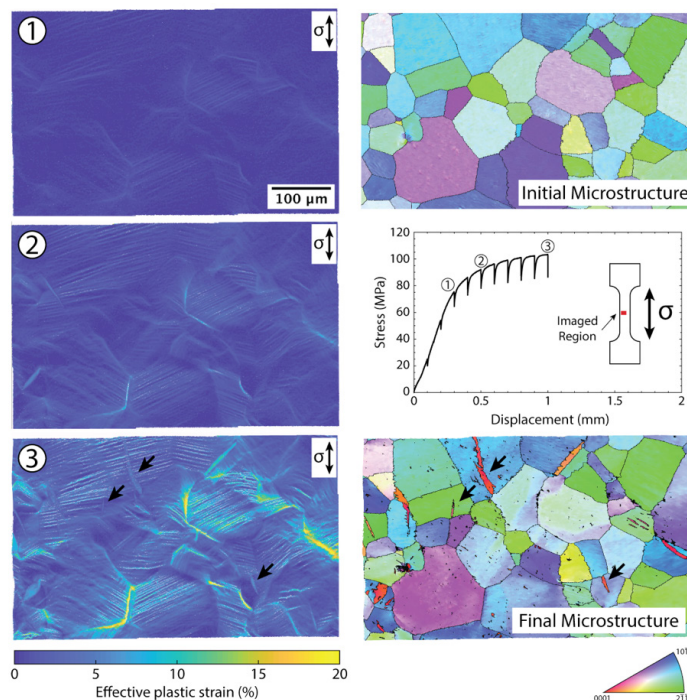 1
σ
100 µm
Initial Microstructure
2
σ
120
100
80
60
40
20
0
Stress (MPa)
1
2
3
Imaged
Region
σ
0
0.5
1
1.5
2
Displacement (mm)
3
σ
Final Microstructure
0
5
10
15
20
Effective plastic strain (%)
0001